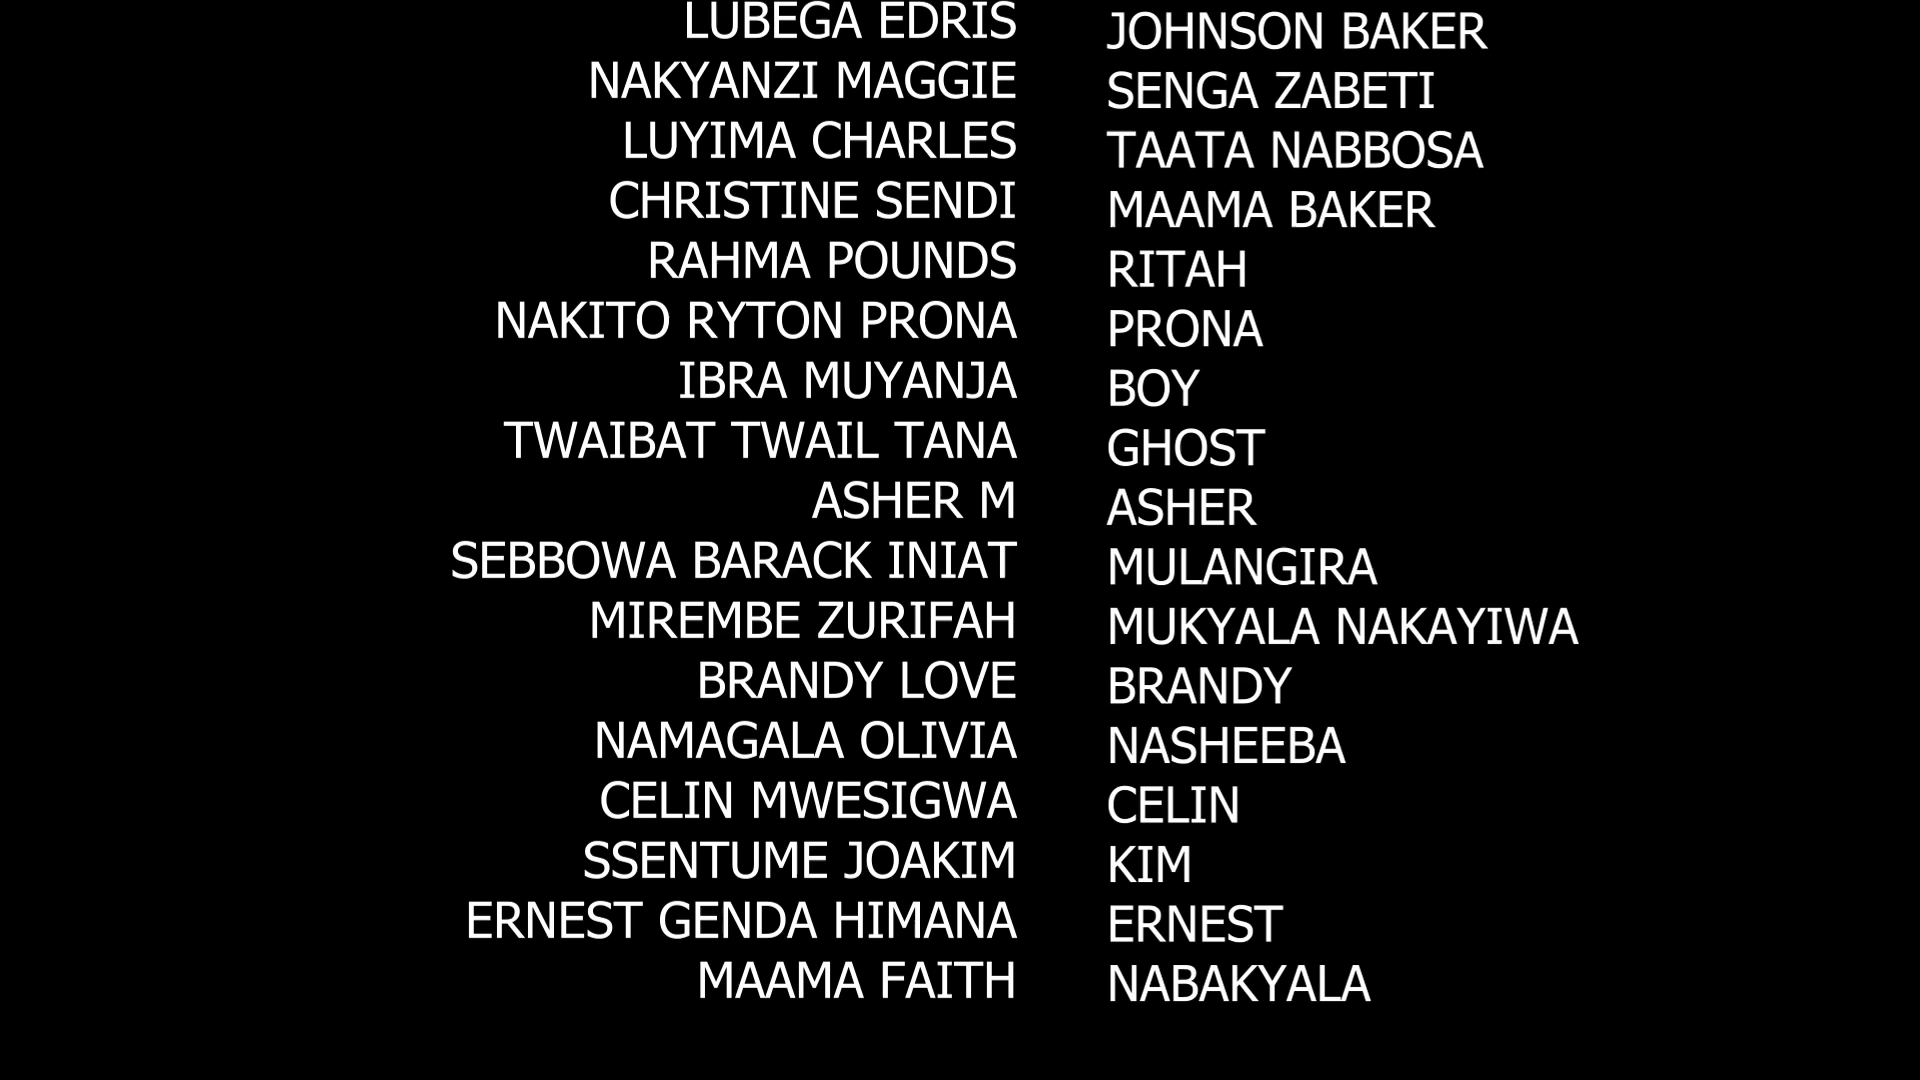 LUBEGA EDRIS JOHNSON BAKER
NAKYANZI MAGGIE SENGA ZABETI
LUYIMA CHARLES TAATA NABBOSA
CHRISTINE SENDI MAAMA BAKER
RAHMA POUNDS RITAH
NAKITO RYTON PRONA PRONA
IBRA MUYANJA BOY
TWAIBAT TWAIL TANA GHOST
ASHER M ASHER
SEBBOWA BARACK INIAT MULANGIRA
MIREMBE ZURIFAH MUKYALA NAKAYIWA
BRANDY LOVE BRANDY
NAMAGALA OLIVIA NASHEEBA
CELIN MWESIGWA CELIN
SSENTUME JOAKIM KIM
ERNEST GENDA HIMANA ERNEST
MAAMA FAITH NABAKYALA